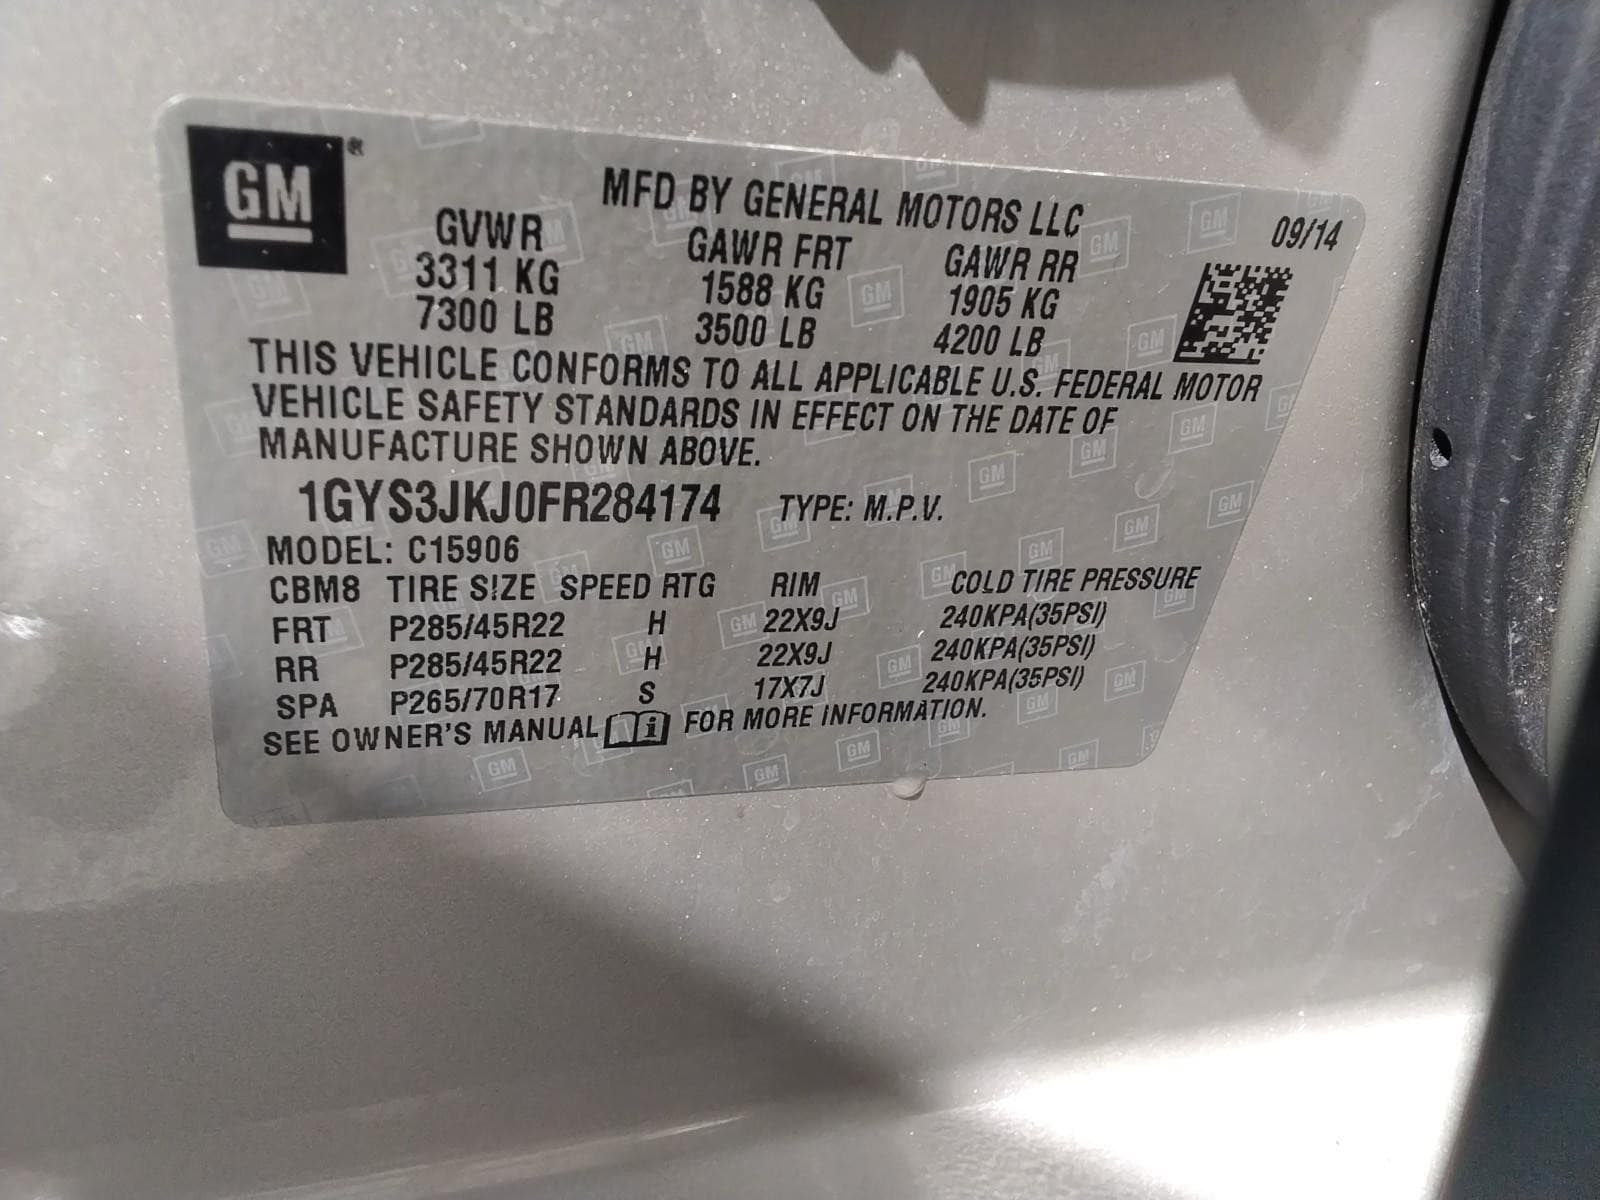 GM®
MFD BY GENERAL MOTORS LLC
09/14
GVWR GAWR FRT GAWR RR
3311 KG 1588 KG 1905 KG
7300 LB 3500 LB 4200 LB
THIS VEHICLE CONFORMS TO ALL APPLICABLE U.S. FEDERAL MOTOR
VEHICLE SAFETY STANDARDS IN EFFECT ON THE DATE OF
MANUFACTURE SHOWN ABOVE.
1GYS3JKJ0FR284174 TYPE: M.P.V.
MODEL: C15906
CBM8 TIRE SIZE SPEED RTG RIM COLD TIRE PRESSURE
FRT P285/45R22 H 22X9J 240KPA(35PSI)
RR P285/45R22 H 22X9J 240KPA(35PSI)
SPA P265/70R17 S 17X7J 240KPA(35PSI)
SEE OWNER'S MANUAL i FOR MORE INFORMATION.